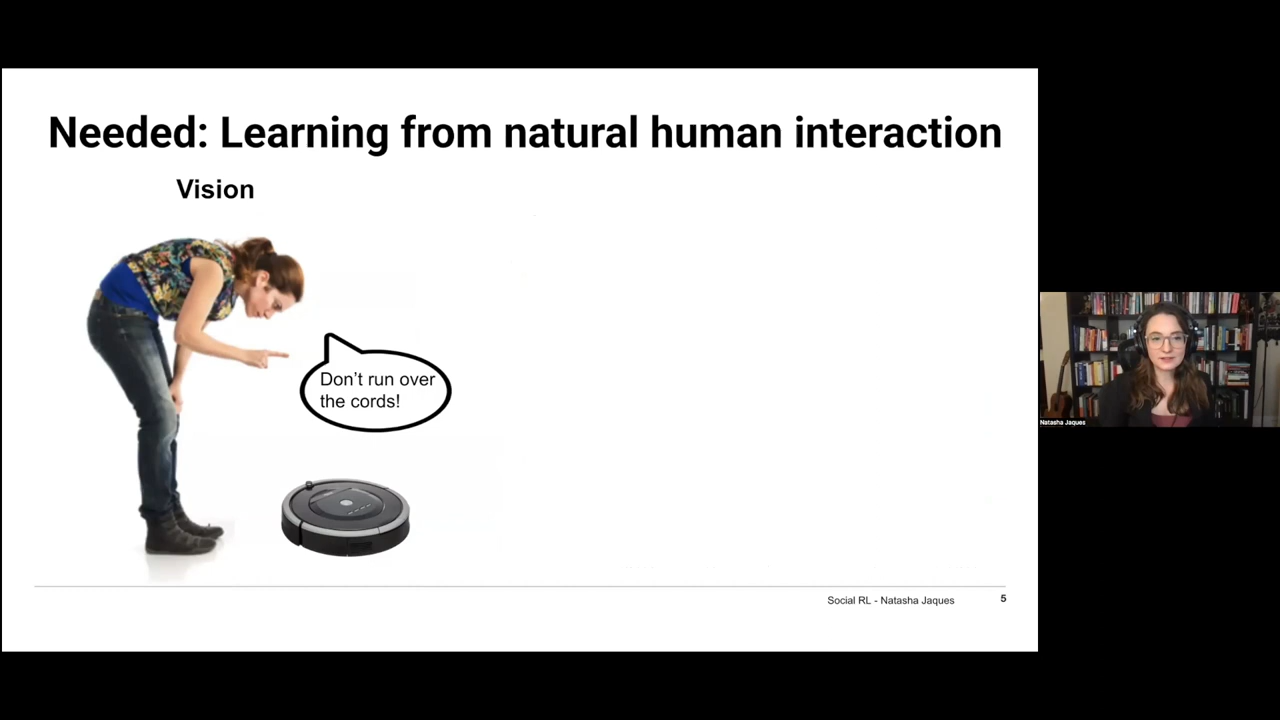 Needed: Learning from natural human interaction
Vision
Don’t run over
the cords!
Social RL - Natasha Jaques
5
Natasha Jaques